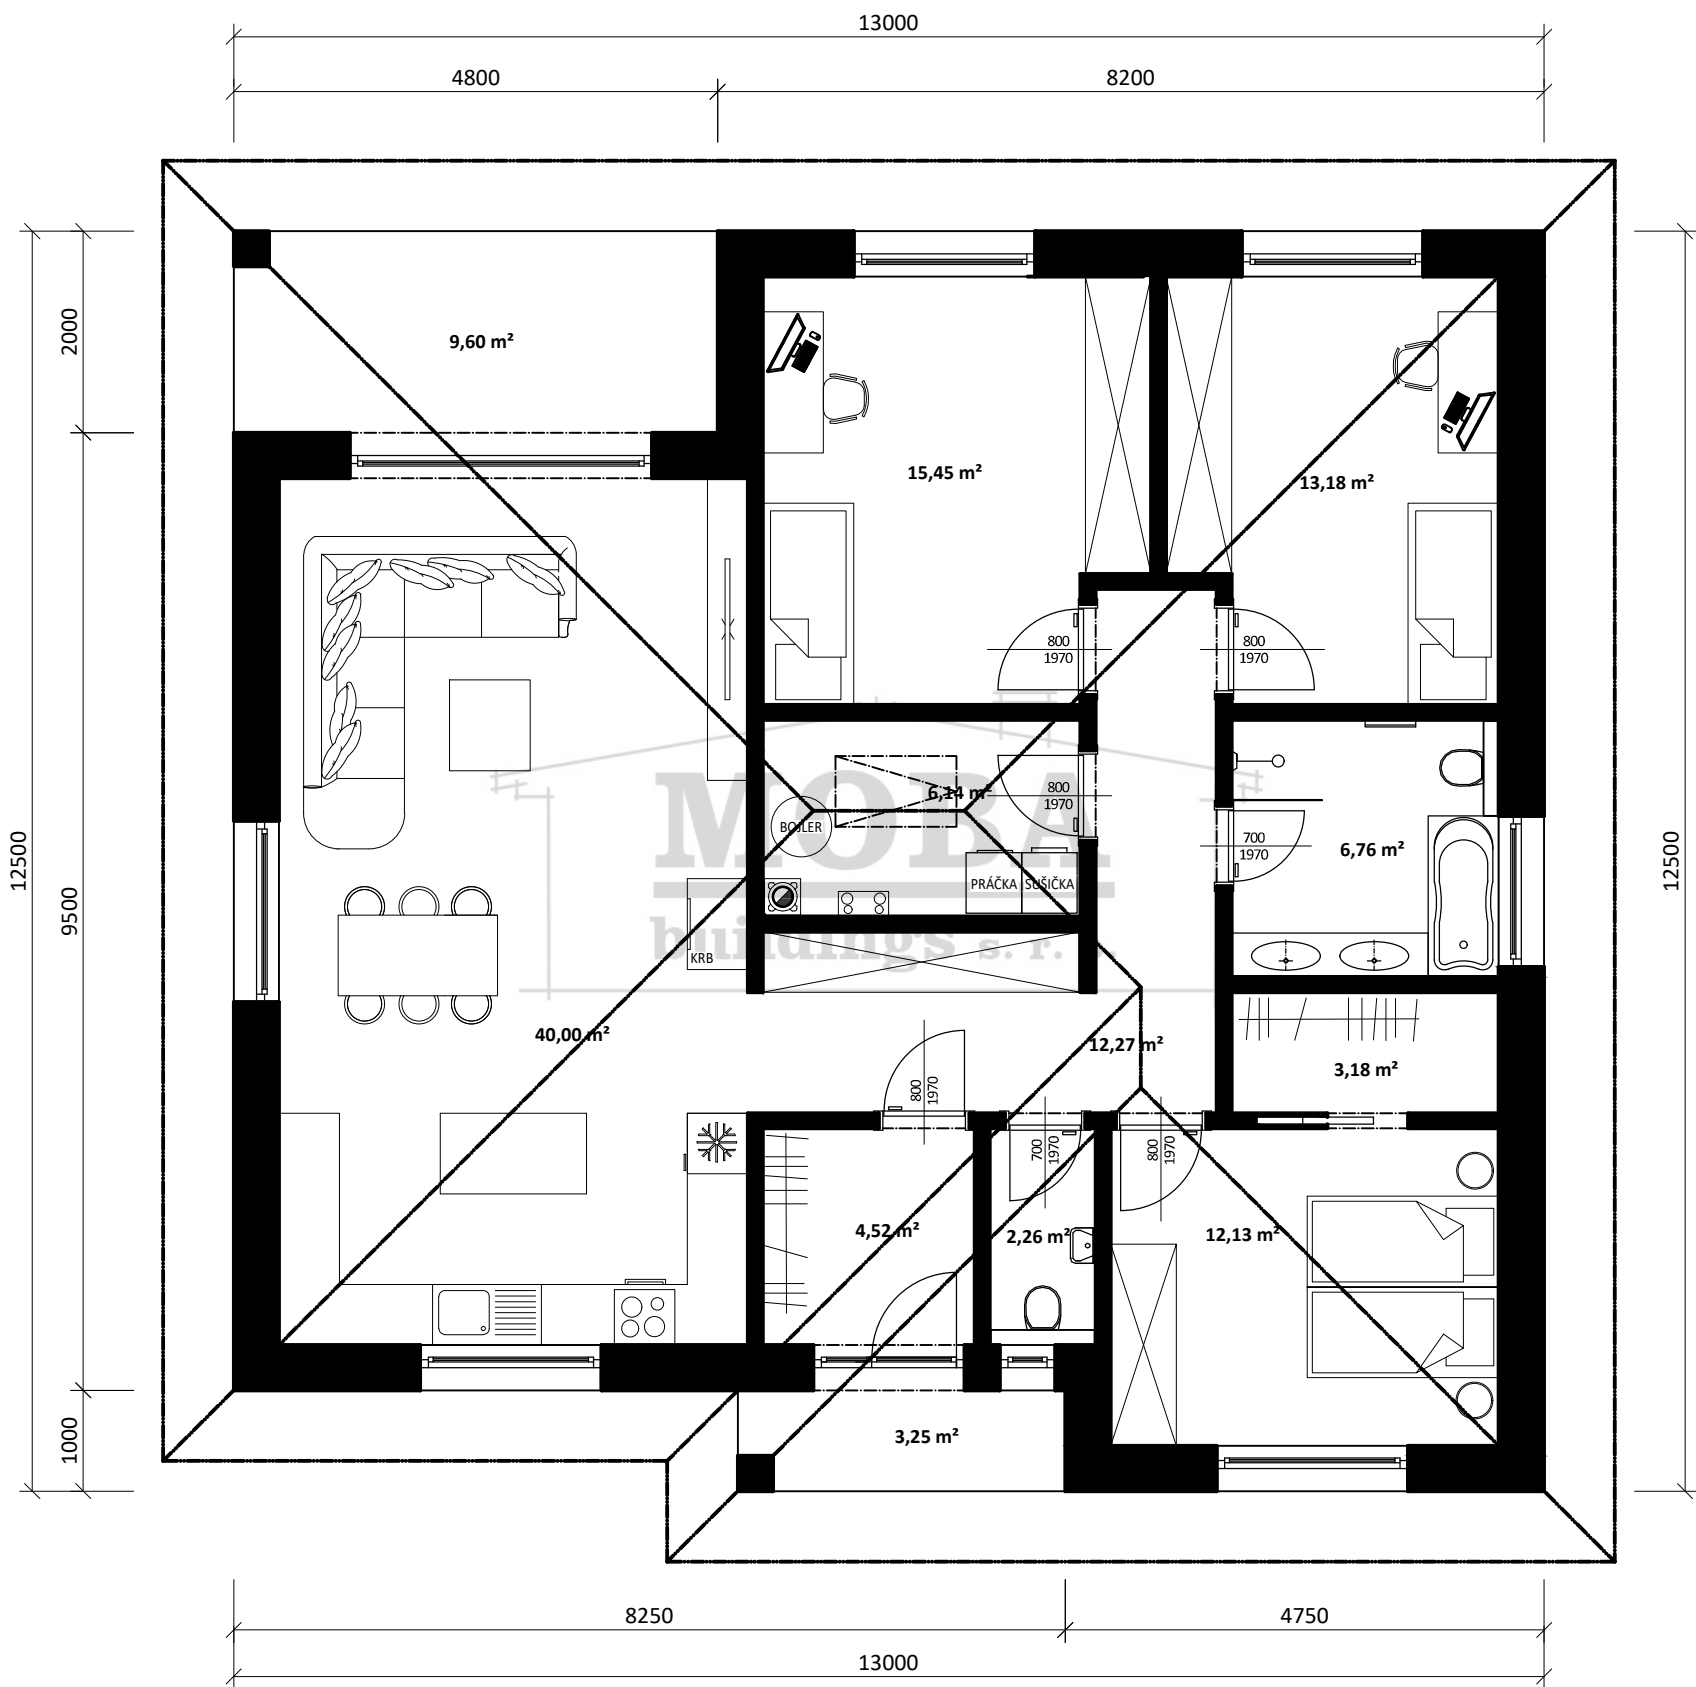 13000
4800
8200
2000
9,60 m²
15,45 m²
13,18 m²
800
1970
800
1970
12500
9500
MOBA
buildings s. r.
6,14 m²
800
1970
BOJLER
PRÁČKA
SUŠIČKA
700
1970
6,76 m²
12500
KRB
40,00 m²
12,27 m²
3,18 m²
800
1970
700
1970
800
1970
4,52 m²
2,26 m²
12,13 m²
1000
3,25 m²
8250
4750
13000